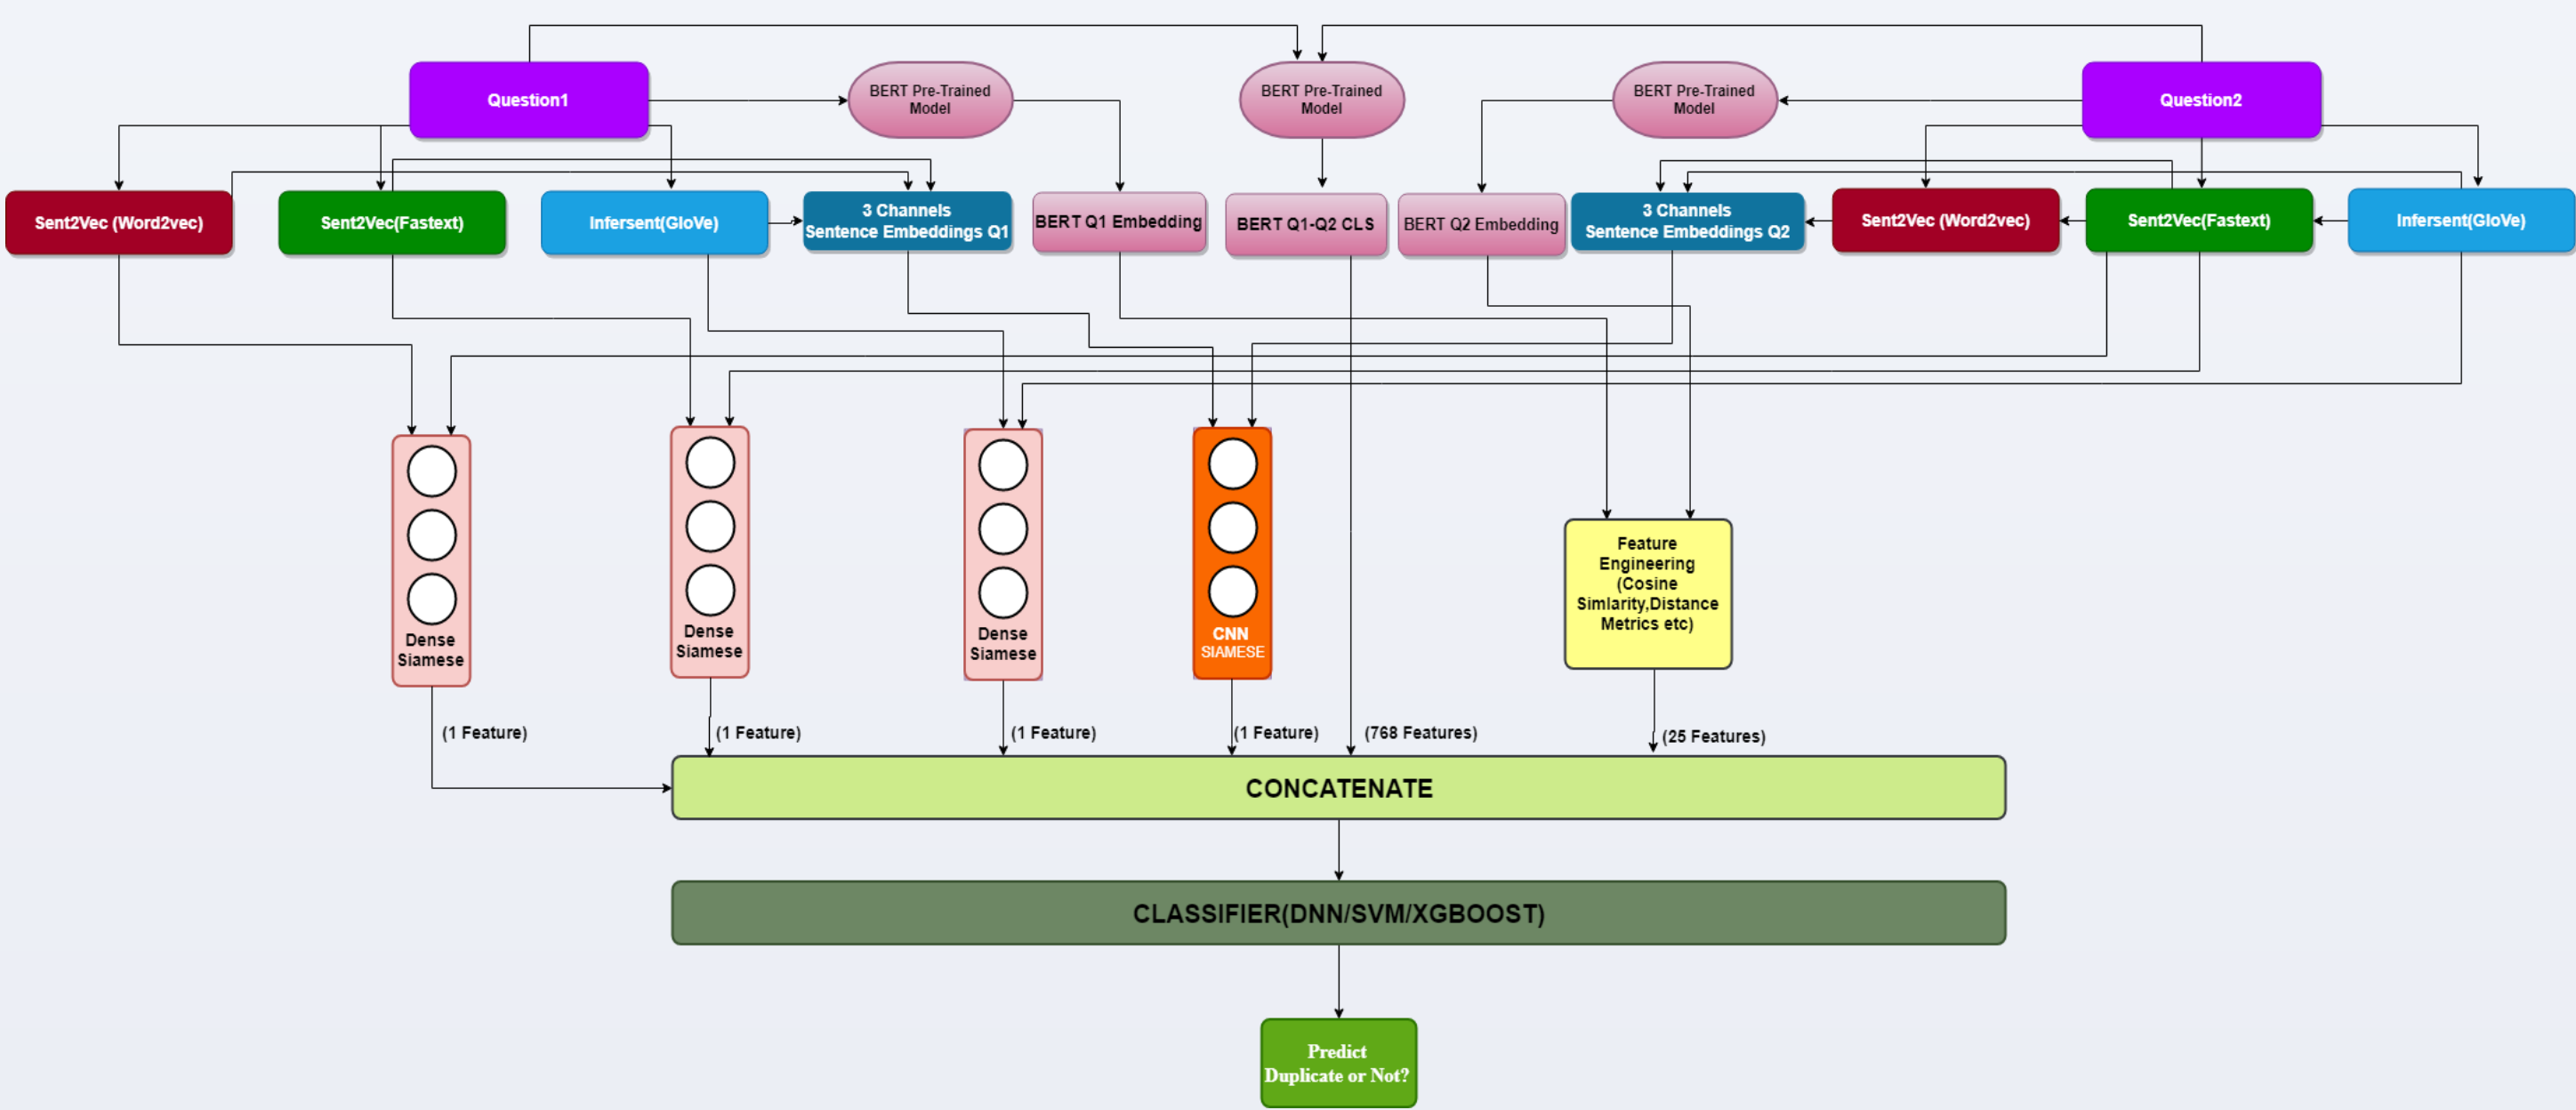 Question1
BERT Pre-Trained
Model
BERT Pre-Trained
Model
BERT Pre-Trained
Model
Question2
Sent2Vec (Word2vec)
Sent2Vec(Fastext)
Infersent(GloVe)
3 Channels
Sentence Embeddings Q1
BERT Q1 Embedding
BERT Q1-Q2 CLS
BERT Q2 Embedding
3 Channels
Sentence Embeddings Q2
Sent2Vec (Word2vec)
Sent2Vec(Fastext)
Infersent(GloVe)
Dense
Siamese
Dense
Siamese
Dense
Siamese
CNN
SIAMESE
Feature
Engineering
(Cosine
Simlarity,Distance
Metrics etc)
(1 Feature)
(1 Feature)
(1 Feature)
(1 Feature)
(768 Features)
(25 Features)
CONCATENATE
CLASSIFIER(DNN/SVM/XGBOOST)
Predict
Duplicate or Not?